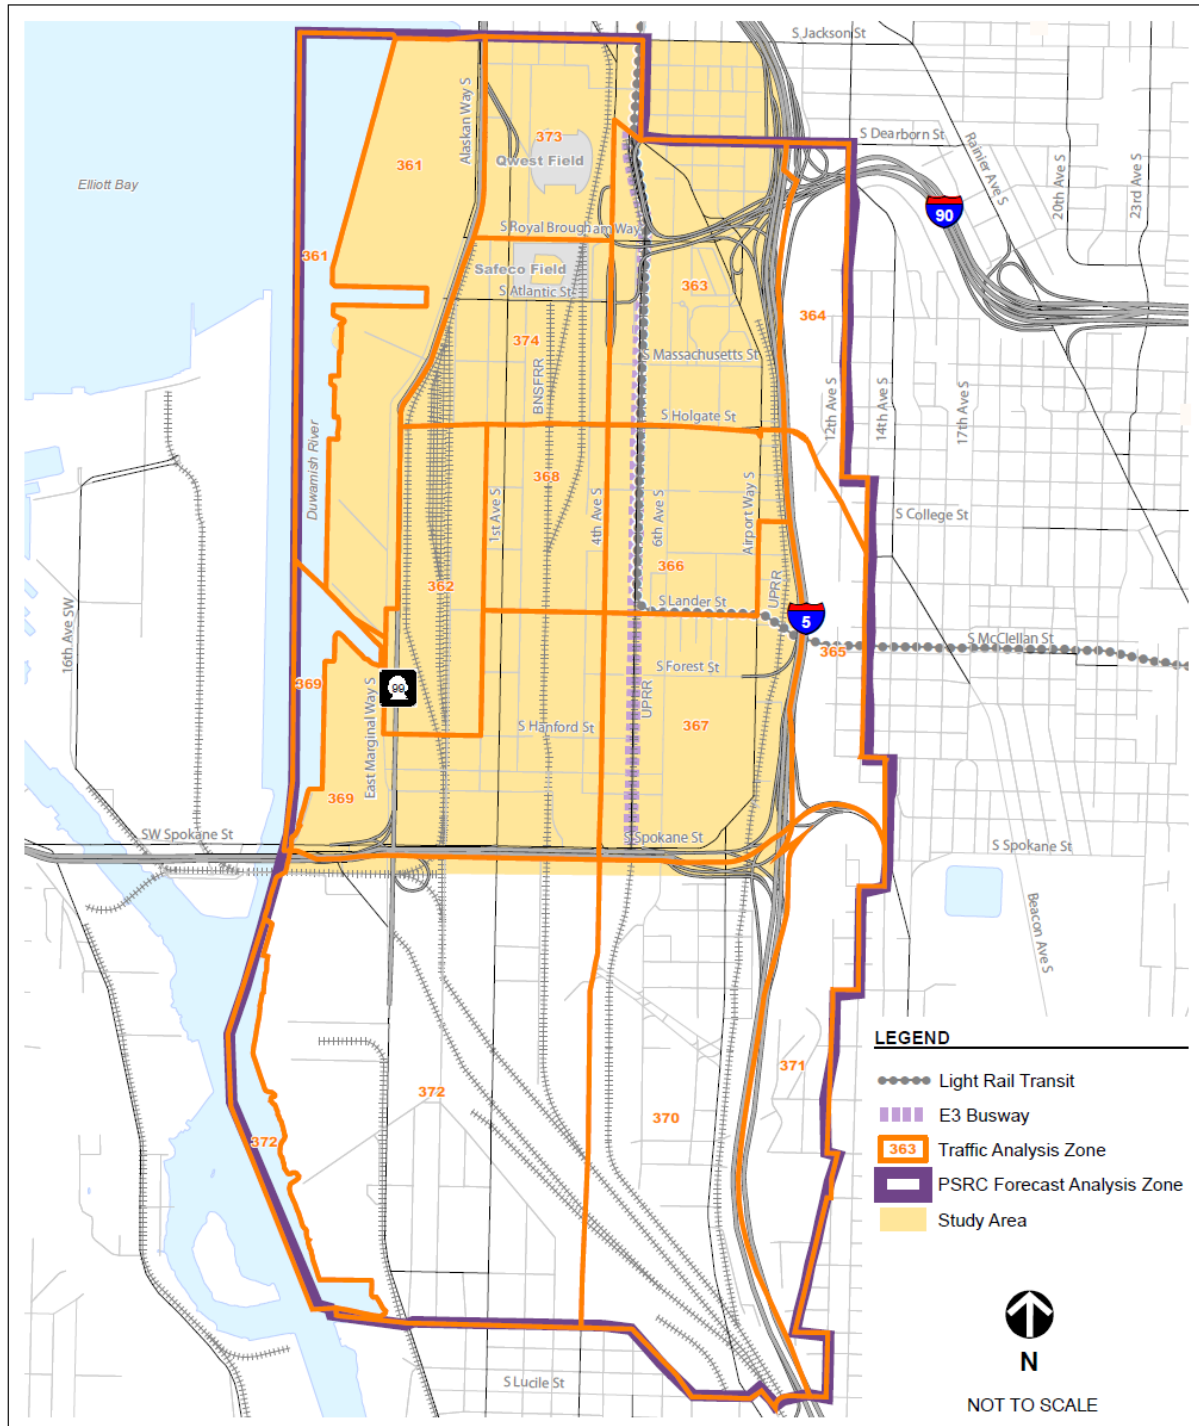 S Jackson St
Alaskan Way S
S Dearborn St
Rainier Ave S
20th Ave S
23rd Ave S
373
Qwest Field
361
Elliott Bay
90
S Royal Brougham Way
361
Safeco Field
S Atlantic St
363
364
374
S Massachusetts St
BNSFRR
12th Ave S
14th Ave S
17th Ave S
S Holgate St
Duwamish River
368
1st Ave S
4th Ave S
6th Ave S
Airport Way S
S College St
366
362
UPRR
S Lander St
5
16th Ave SW
S McClellan St
365
S Forest St
369
99
East Marginal Way S
UPRR
S Hanford St
367
369
SW Spokane St
S Spokane St
S Spokane St
Beacon Ave S
371
372
370
372
S Lucile St
LEGEND
Light Rail Transit
E3 Busway
363 Traffic Analysis Zone
PSRC Forecast Analysis Zone
Study Area
N
NOT TO SCALE